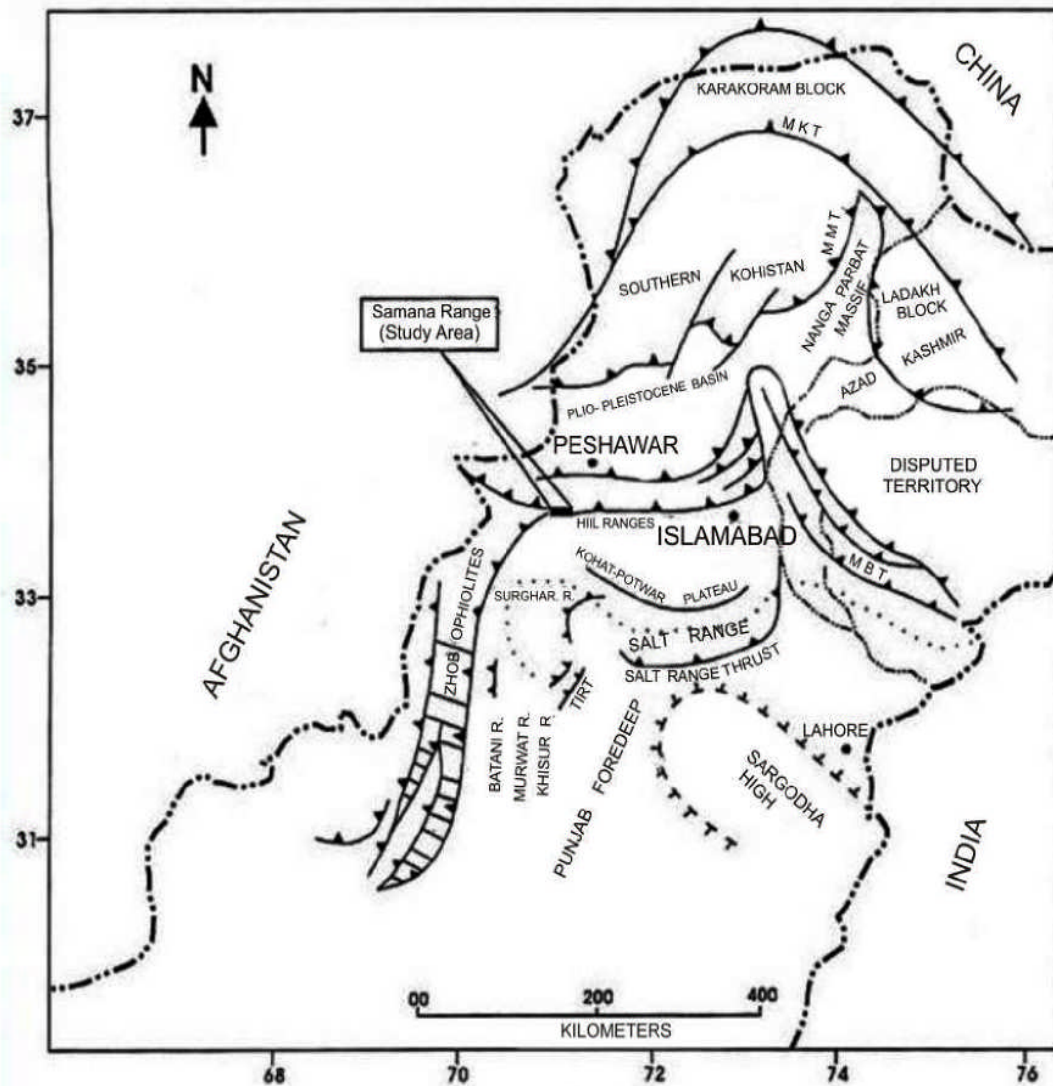 N
CHINA
37
KARAKORAM BLOCK
M K T
M M T
SOUTHERN
KOHISTAN
NANGA PARBAT
MASSIF
LADAKH
BLOCK
KASHMIR
AZAD
Samana Range
(Study Area)
35
PLIO- PLEISTOCENE BASIN
PESHAWAR
DISPUTED
TERRITORY
HIIL RANGES
ISLAMABAD
M B T
AFGHANISTAN
33
ZHOB OPHIOLITES
SURGHAR. R.
KOHAT-POTWAR
PLATEAU
SALT RANGE
SALT RANGE THRUST
TIRT
BATANI R.
MURWAT R.
KHISUR R.
PUNJAB FOREDEEP
LAHORE
SARGODHA
HIGH
31
INDIA
00 200 400
KILOMETERS
68 70 72 74 76